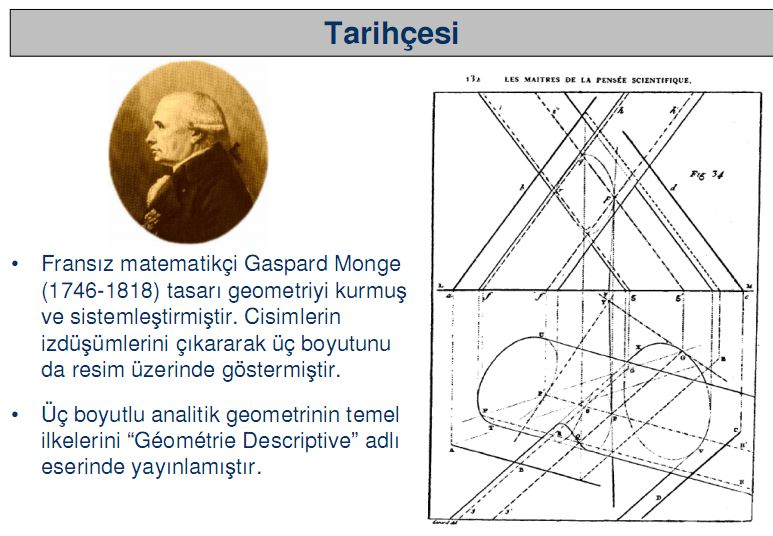 Tarihçesi
132 LES MAITRES DE LA PENSÉE SCIENTIFIQUE.
Fig 34
• Fransız matematikçi Gaspard Monge
(1746-1818) tasarı geometriyi kurmuş
ve sistemleştirmiştir. Cisimlerin
izdüşümlerini çıkararak üç boyutunu
da resim üzerinde göstermiştir.
• Üç boyutlu analitik geometrinin temel
ilkelerini “Géométrie Descriptive” adlı
eserinde yayınlamıştır.